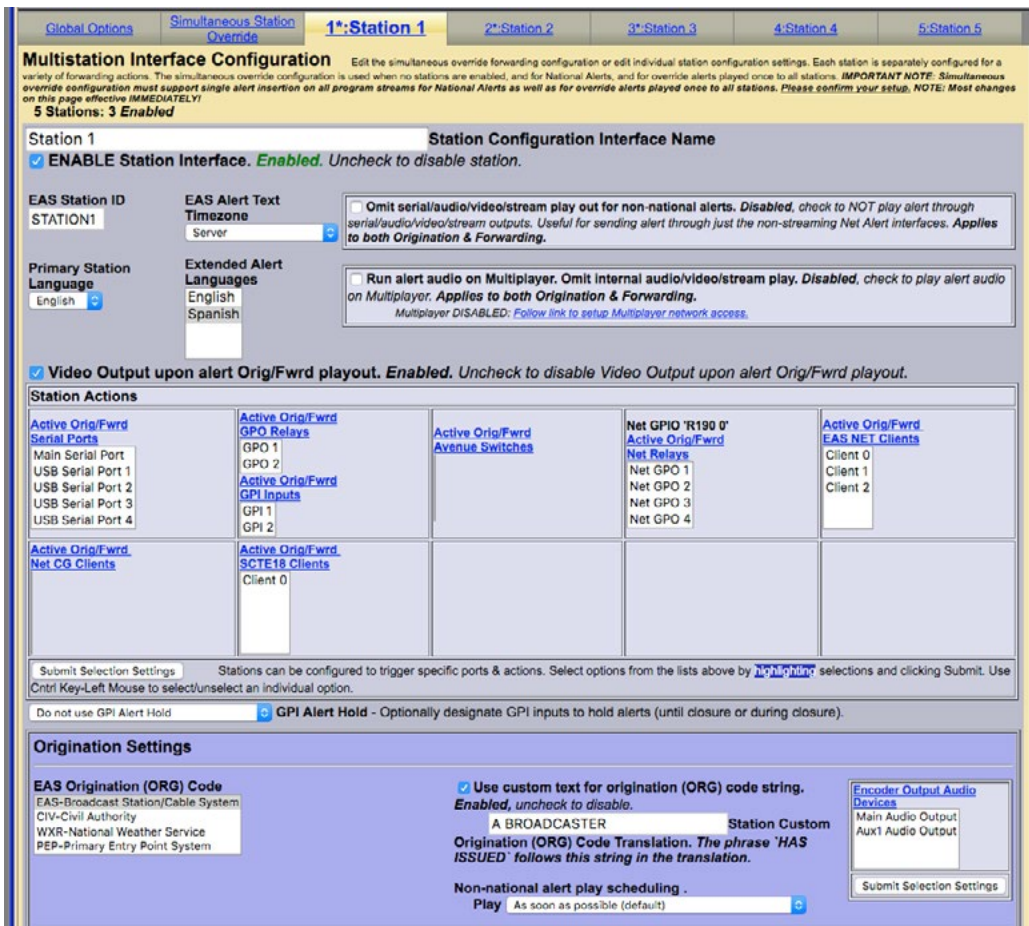 Global Options
Simultaneous Station Override
1*:Station 1
2*:Station 2
3*:Station 3
4:Station 4
5:Station 5
Multistation Interface Configuration Edit the simultaneous override forwarding configuration or edit individual station configuration settings. Each station is separately configured for a
variety of forwarding actions. The simultaneous override configuration is used when no stations are enabled, and for National Alerts, and for override alerts played once to all stations. IMPORTANT NOTE: Simultaneous
override configuration must support single alert insertion on all program streams for National Alerts as well as for override alerts played once to all stations. Please confirm your setup. NOTE: Most changes
on this page effective IMMEDIATELY!
5 Stations: 3 Enabled
Station 1 Station Configuration Interface Name
ENABLE Station Interface. Enabled. Uncheck to disable station.
EAS Station ID
STATION1
EAS Alert Text
Timezone
Server
Omit serial/audio/video/stream play out for non-national alerts. Disabled, check to NOT play alert through
serial/audio/video/stream outputs. Useful for sending alert through just the non-streaming Net Alert interfaces. Applies
to both Origination & Forwarding.
Primary Station
Language
English
Extended Alert
Languages
English
Spanish
Run alert audio on Multiplayer. Omit internal audio/video/stream play. Disabled, check to play alert audio
on Multiplayer. Applies to both Origination & Forwarding.
Multiplayer DISABLED: Follow link to setup Multiplayer network access.
Video Output upon alert Orig/Fwrd playout. Enabled. Uncheck to disable Video Output upon alert Orig/Fwrd playout.
Station Actions
Active Orig/Fwrd
Serial Ports
Main Serial Port
USB Serial Port 1
USB Serial Port 2
USB Serial Port 3
USB Serial Port 4
Active Orig/Fwrd
GPO Relays
GPO 1
GPO 2
Active Orig/Fwrd
GPI Inputs
GPI 1
GPI 2
Active Orig/Fwrd
Avenue Switches
Net GPIO 'R190 0'
Active Orig/Fwrd
Net Relays
Net GPO 1
Net GPO 2
Net GPO 3
Net GPO 4
Active Orig/Fwrd
EAS NET Clients
Client 0
Client 1
Client 2
Active Orig/Fwrd
Net CG Clients
Active Orig/Fwrd
SCTE18 Clients
Client 0
Submit Selection Settings Stations can be configured to trigger specific ports & actions. Select options from the lists above by highlighting selections and clicking Submit. Use
Cntrl Key-Left Mouse to select/unselect an individual option.
Do not use GPI Alert Hold GPI Alert Hold - Optionally designate GPI inputs to hold alerts (until closure or during closure).
Origination Settings
EAS Origination (ORG) Code
EAS-Broadcast Station/Cable System
CIV-Civil Authority
WXR-National Weather Service
PEP-Primary Entry Point System
Use custom text for origination (ORG) code string.
Enabled, uncheck to disable.
A BROADCASTER Station Custom
Origination (ORG) Code Translation. The phrase `HAS
ISSUED` follows this string in the translation.
Non-national alert play scheduling .
Play As soon as possible (default)
Encoder Output Audio
Devices
Main Audio Output
Aux1 Audio Output
Submit Selection Settings